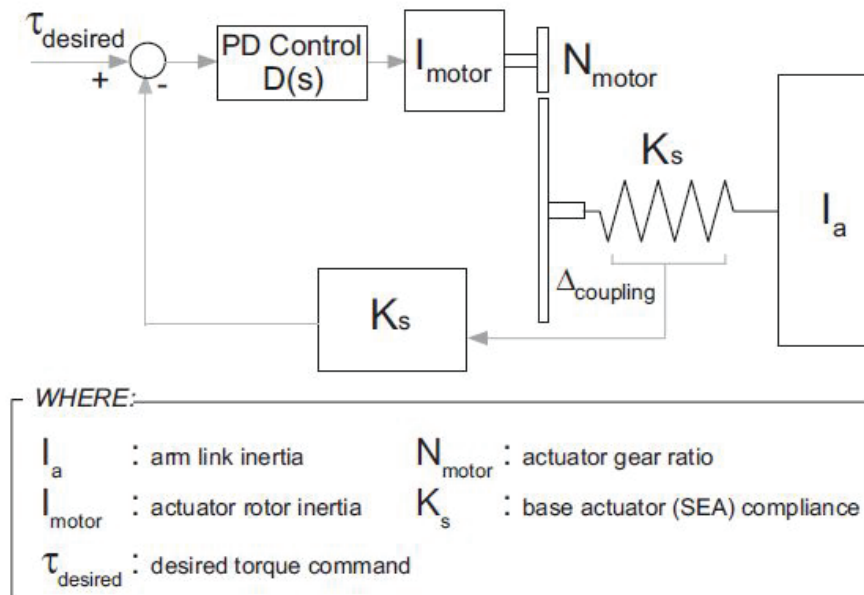 τdesired
+
-
PD Control
D(s)
Imotor
Nmotor
Ks
Ia
Δcoupling
Ks
WHERE:
Ia : arm link inertia
Nmotor : actuator gear ratio
Imotor : actuator rotor inertia
Ks : base actuator (SEA) compliance
τdesired : desired torque command